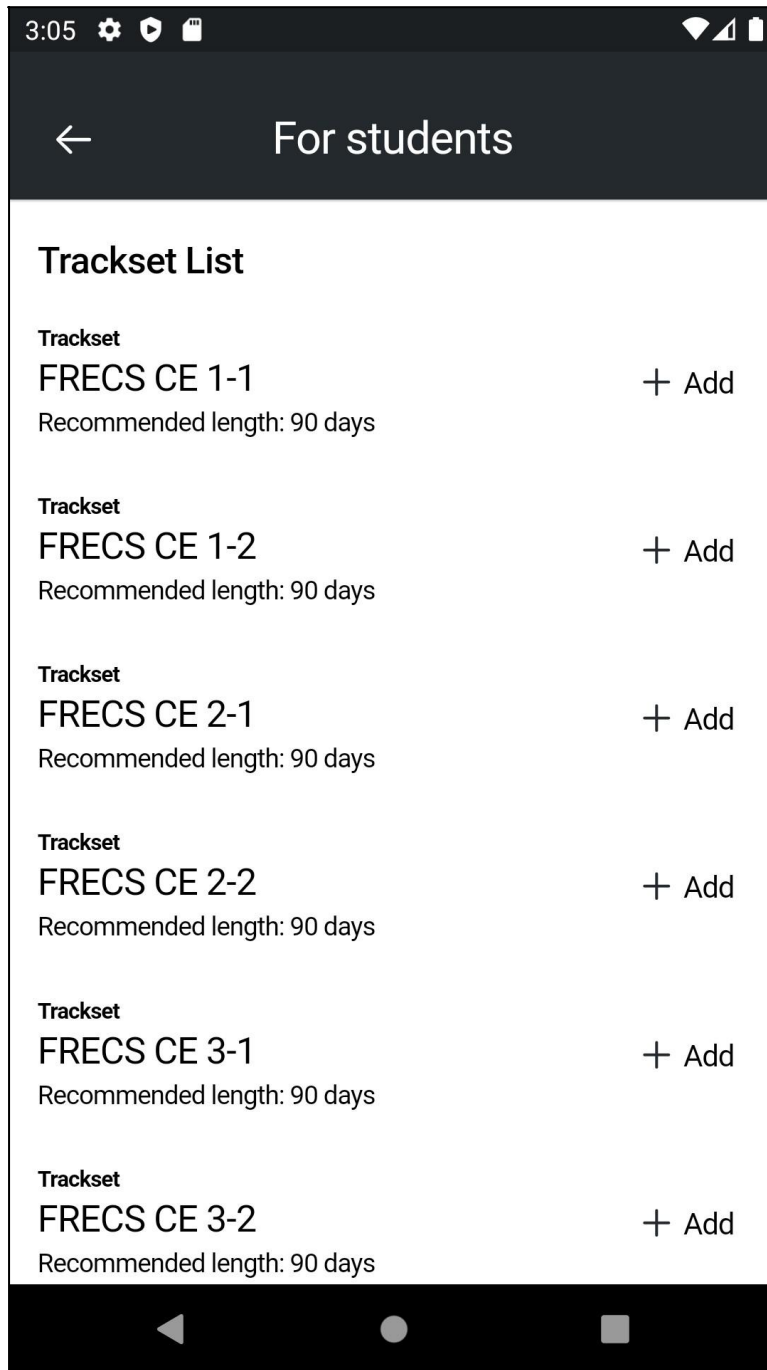 3:05
For students
Trackset List
Trackset
FRECS CE 1-1
+ Add
Recommended length: 90 days
Trackset
FRECS CE 1-2
+ Add
Recommended length: 90 days
Trackset
FRECS CE 2-1
+ Add
Recommended length: 90 days
Trackset
FRECS CE 2-2
+ Add
Recommended length: 90 days
Trackset
FRECS CE 3-1
+ Add
Recommended length: 90 days
Trackset
FRECS CE 3-2
+ Add
Recommended length: 90 days